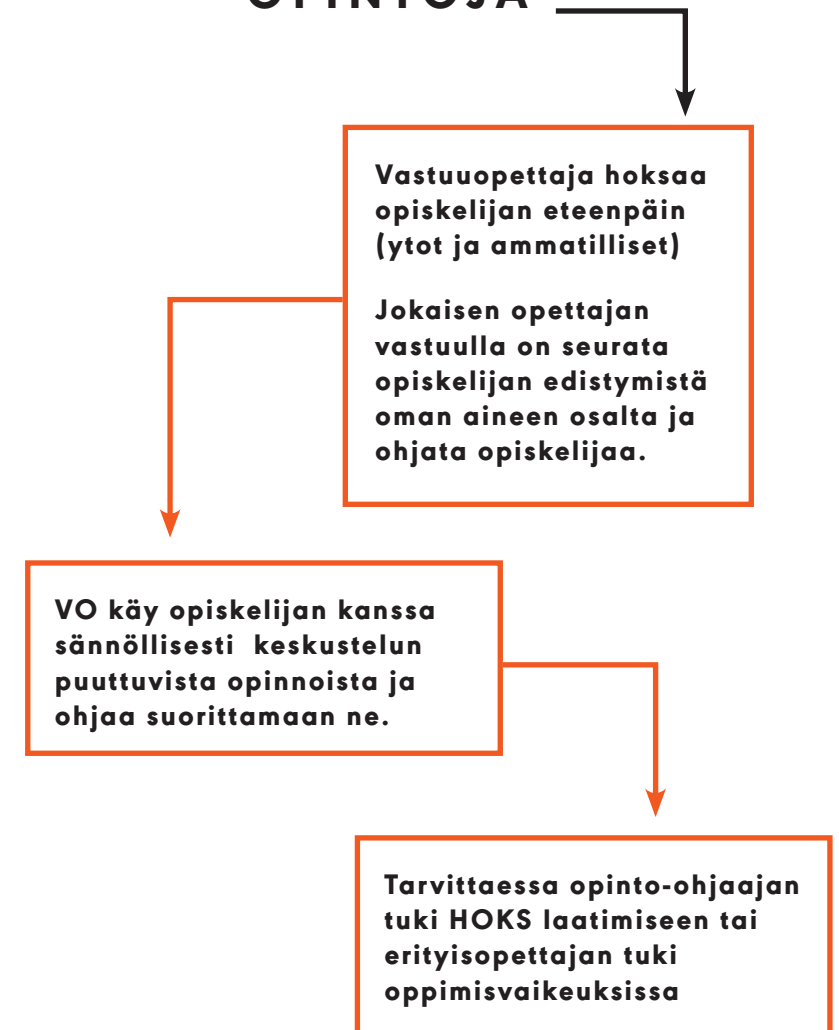 OPINTOJA
Vastuuopettaja hoksaa
opiskelijan eteenpäin
(ytot ja ammatilliset)
Jokaisen opettajan
vastuulla on seurata
opiskelijan edistymistä
oman aineen osalta ja
ohjata opiskelijaa.
VO käy opiskelijan kanssa
sännöllisesti keskustelun
puuttuvista opinnoista ja
ohjaa suorittamaan ne.
Tarvittaessa opinto-ohjaajan
tuki HOKS laatimiseen tai
erityisopettajan tuki
oppimisvaikeuksissa